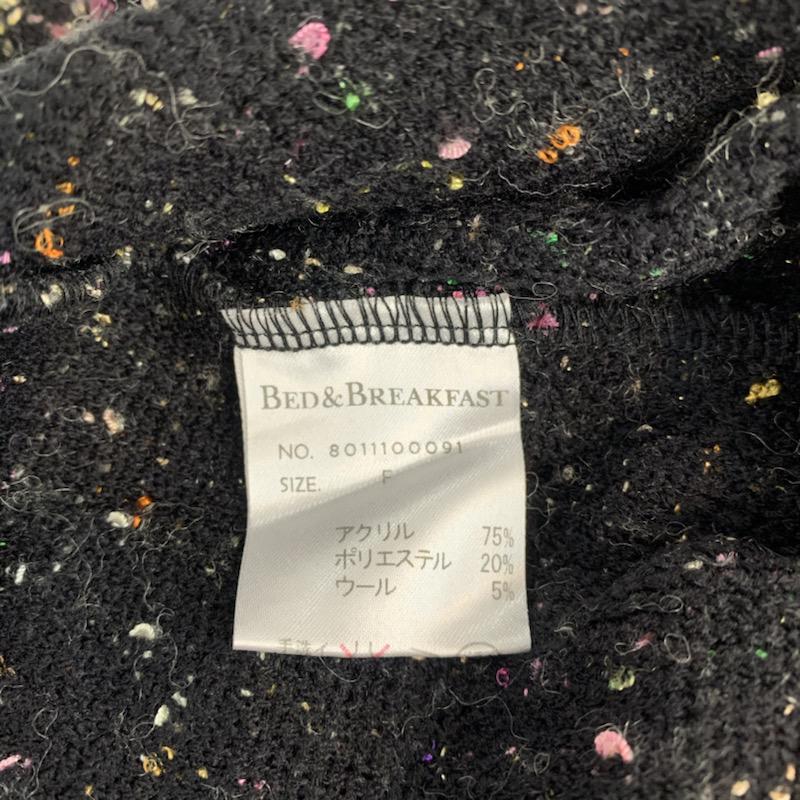 BED&BREAKFAST
NO. 8011100091
SIZE. F
アクリル 75%
ポリエステル 20%
ウール 5%